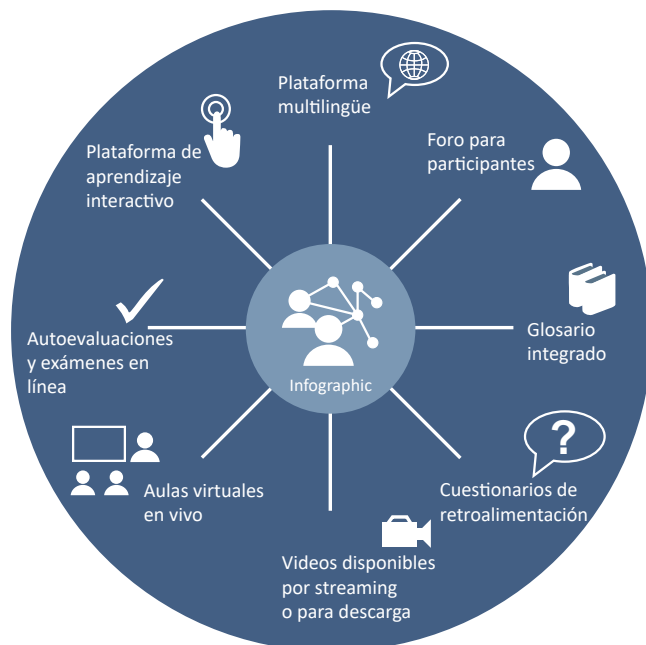 Plataforma
multilingüe
Foro para
participantes
Glosario
integrado
?
Cuestionarios de
retroalimentación
Videos disponibles
por streaming
o para descarga
Aulas virtuales
en vivo
Autoevaluaciones
y exámenes en
línea
Plataforma de
aprendizaje
interactivo
Infographic